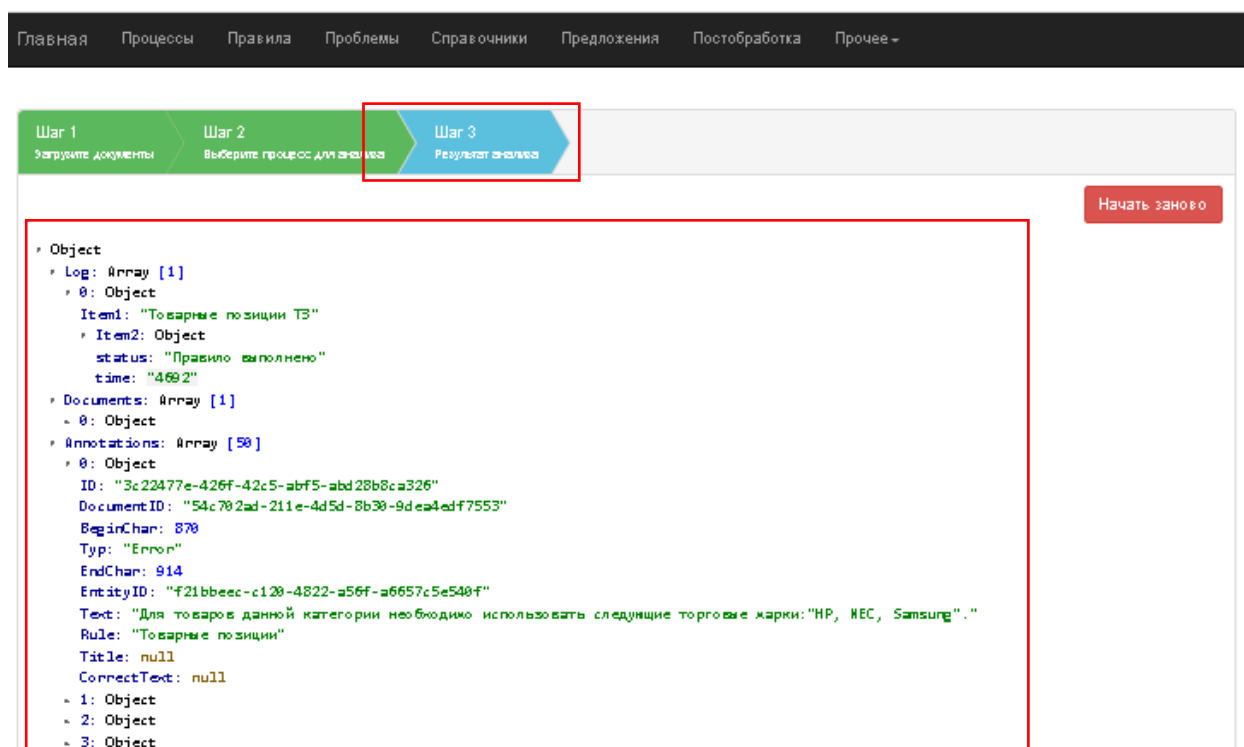 Главная Процессы Правила Проблемы Справочники Предложения Постобработка Прочее
Шаг 1 Шаг 2 Шаг 3
Загрузите документы Выберите процесс для анализа Результат анализа
Начать заново
Object
Log: Array [1]
0: Object
Item1: "Товарные позиции ТЗ"
Item2: Object
status: "Правило выполнено"
time: "4692"
Documents: Array [1]
0: Object
Annotations: Array [50]
0: Object
ID: "3c22477e-426f-42c5-abf5-abd28b8ca326"
DocumentID: "54c702ad-211e-4d5d-8b30-9dea4edf7553"
BeginChar: 870
Typ: "Error"
EndChar: 914
EntityID: "f21bbeec-c120-4822-a56f-a6657c5e540f"
Text: "Для товаров данной категории необходимо использовать следующие торговые марки:"HP, NEC, Samsung"."
Rule: "Товарные позиции"
Title: null
CorrectText: null
1: Object
2: Object
3: Object